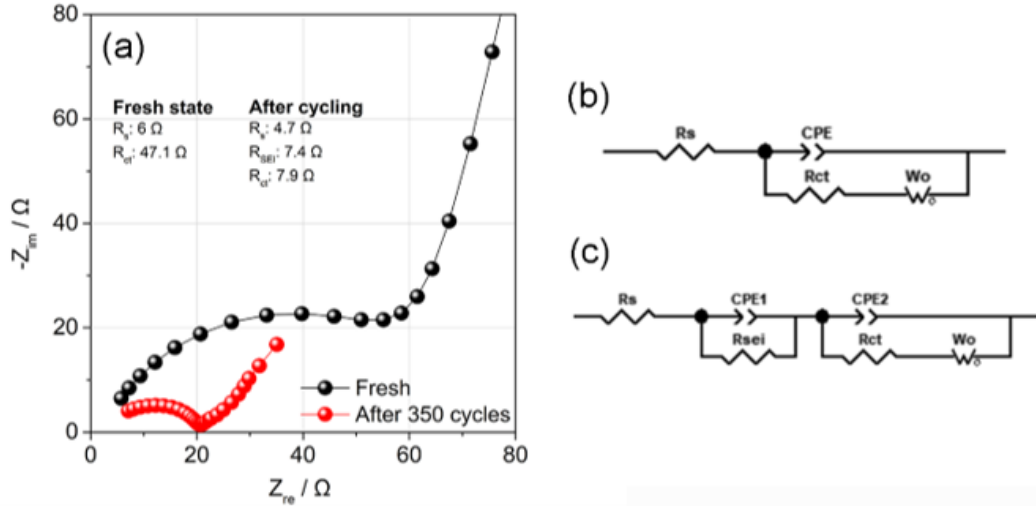 (a)
80
60
40
20
0
-Z_im / Ω
Fresh state
R_s: 6 Ω
R_ct: 47.1 Ω
After cycling
R_s: 4.7 Ω
R_SEI: 7.4 Ω
R_ct: 7.9 Ω
Fresh
After 350 cycles
0 20 40 60 80
Z_re / Ω
(b)
Rs
CPE
Rct
Wo
(c)
Rs
CPE1
Rsei
CPE2
Rct
Wo